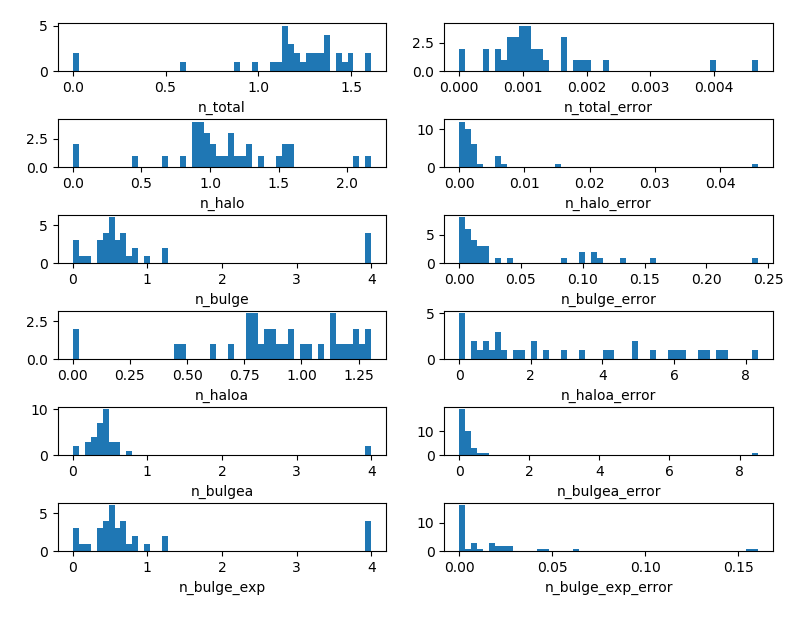 5
0
0.0 0.5 1.0 1.5
n_total
2.5
0.0
0.000 0.001 0.002 0.003 0.004
n_total_error
2.5
0.0
0.0 0.5 1.0 1.5 2.0
n_halo
10
0
0.00 0.01 0.02 0.03 0.04
n_halo_error
5
0
0 1 2 3 4
n_bulge
5
0
0.00 0.05 0.10 0.15 0.20 0.25
n_bulge_error
2.5
0.0
0.00 0.25 0.50 0.75 1.00 1.25
n_haloa
5
0
0 2 4 6 8
n_haloa_error
10
0
0 1 2 3 4
n_bulgea
10
0
0 2 4 6 8
n_bulgea_error
5
0
0 1 2 3 4
n_bulge_exp
10
0
0.00 0.05 0.10 0.15
n_bulge_exp_error